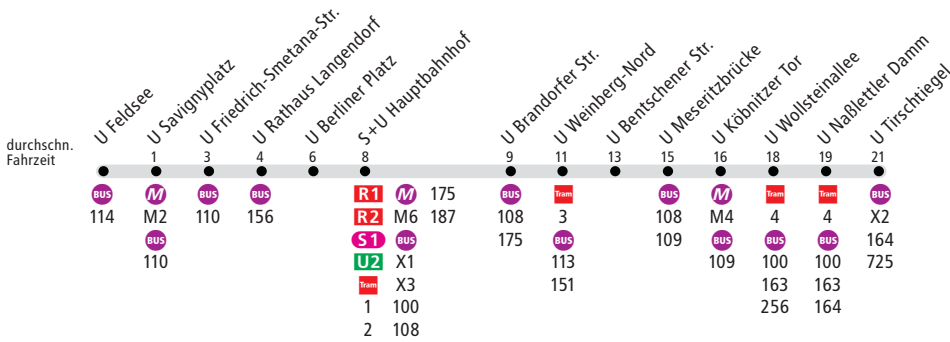 U Feldsee
U Savignyplatz
U Friedrich-Smetana-Str.
U Rathaus Langendorf
U Berliner Platz
S+U Hauptbahnhof
U Brandorfer Str.
U Weinberg-Nord
U Bentschener Str.
U Meseritzbrücke
U Köbnitzer Tor
U Wollsteinallee
U Naßlettler Damm
U Tirschtiegel
durchschn.
Fahrzeit
1 3 4 6 8 9 11 13 15 16 18 19 21
BUS M BUS BUS R1 M 175 BUS Tram BUS M Tram Tram BUS
114 M2 110 156 R2 M6 187 108 3 108 M4 4 4 X2
BUS S1 BUS 175 BUS 109 BUS BUS BUS 164
110 U2 X1 113 109 100 100 725
Tram X3 151 163 163
1 100 256 164
2 108